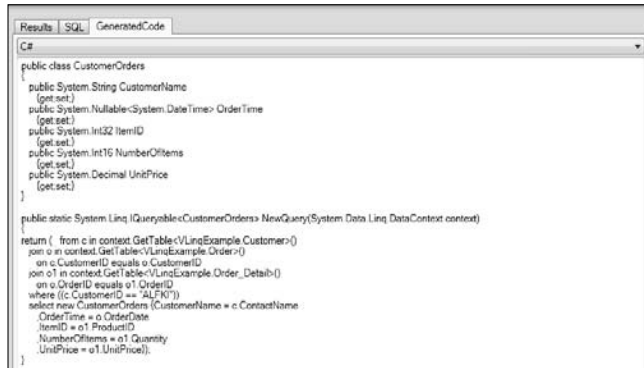 Results SQL GeneratedCode
C#
public class CustomerOrders
{
public System.String CustomerName
{get;set;}
public System.Nullable<System.DateTime> OrderTime
{get;set;}
public System.Int32 ItemID
{get;set;}
public System.Int16 NumberOfItems
{get;set;}
public System.Decimal UnitPrice
{get;set;}
}
public static System.Linq.IQueryable<CustomerOrders> NewQuery(System.Data.Linq.DataContext context)
{
return ( from c in context.GetTable<VLinqExample.Customer>()
join o in context.GetTable<VLinqExample.Order>()
on c.CustomerID equals o.CustomerID
join o1 in context.GetTable<VLinqExample.Order_Detail>()
on o.OrderID equals o1.OrderID
where ((c.CustomerID == "ALFKI"))
select new CustomerOrders {CustomerName = c.ContactName
,OrderTime = o.OrderDate
,ItemID = o1.ProductID
,NumberOfItems = o1.Quantity
,UnitPrice = o1.UnitPrice});
}